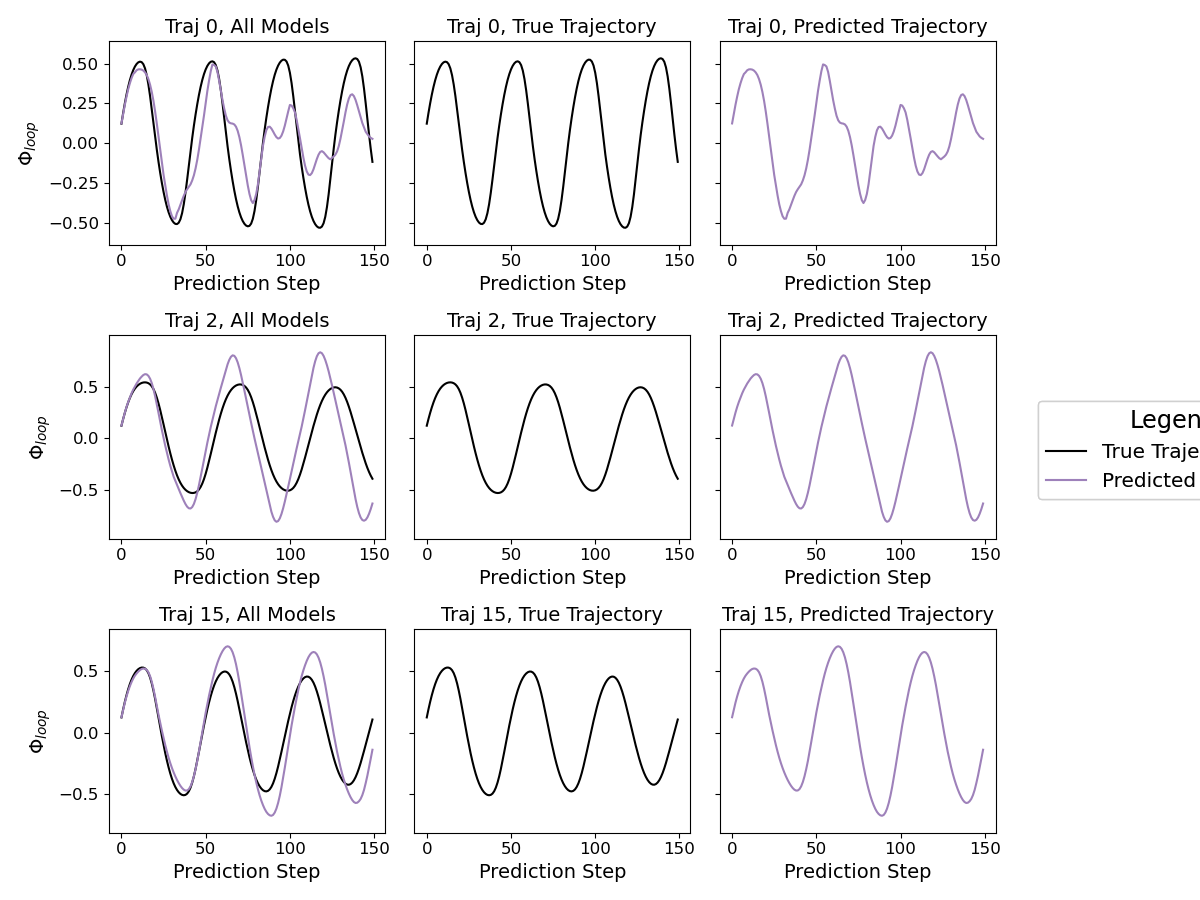 Traj 0, All Models
Traj 0, True Trajectory
Traj 0, Predicted Trajectory
0.50
0.25
0.00
−0.25
−0.50
Φloop
0 50 100 150
0 50 100 150
0 50 100 150
Prediction Step
Prediction Step
Prediction Step
Traj 2, All Models
Traj 2, True Trajectory
Traj 2, Predicted Trajectory
0.5
0.0
−0.5
Φloop
0 50 100 150
0 50 100 150
0 50 100 150
Prediction Step
Prediction Step
Prediction Step
Legen
True Traje
Predicted
Traj 15, All Models
Traj 15, True Trajectory
Traj 15, Predicted Trajectory
0.5
0.0
−0.5
Φloop
0 50 100 150
0 50 100 150
0 50 100 150
Prediction Step
Prediction Step
Prediction Step